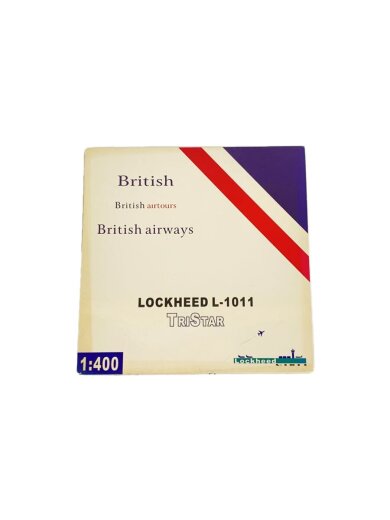 British
British airtours
British airways
LOCKHEED L-1011
TRISTAR
1:400
Lockheed